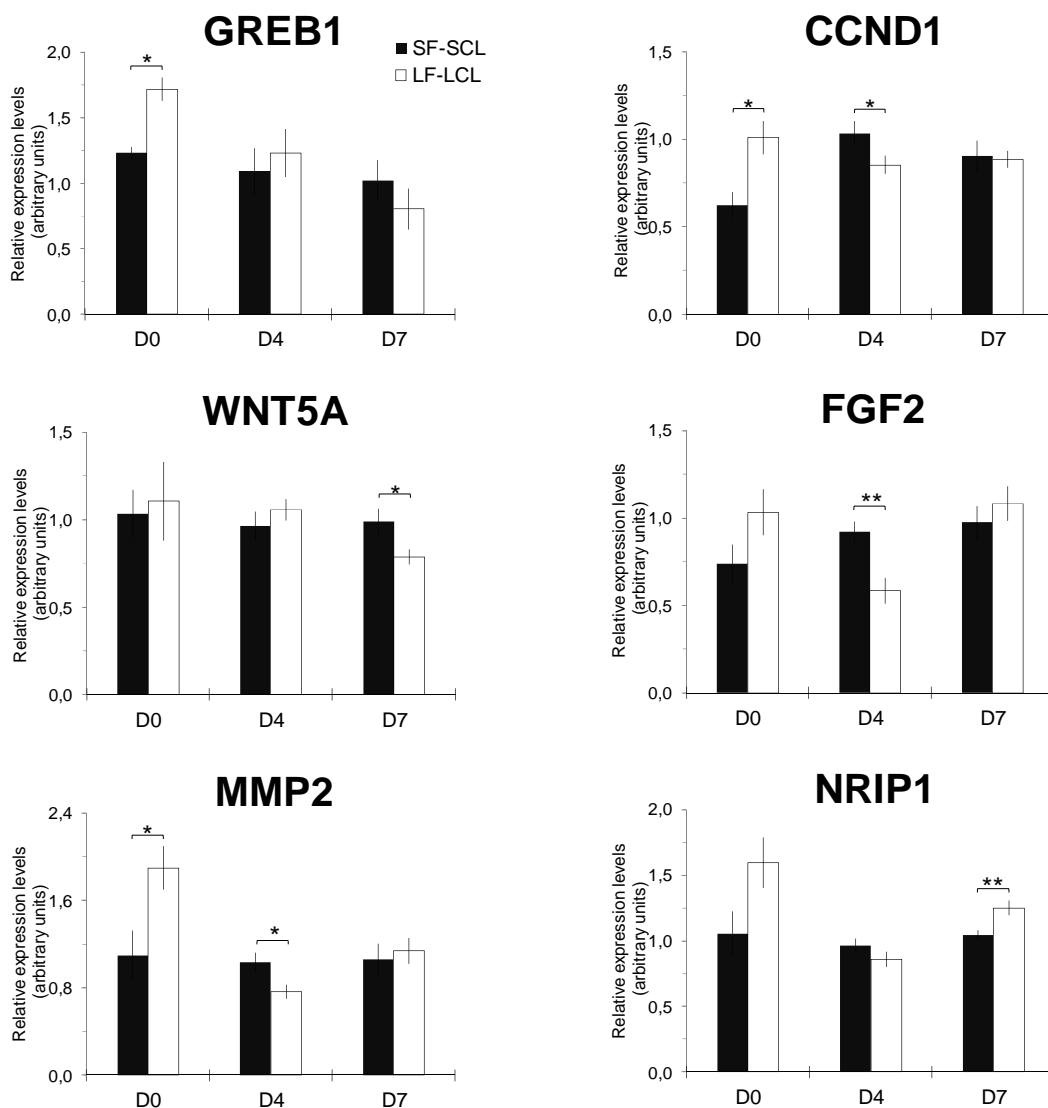 GREB1
SF-SCL
LF-LCL
Relative expression levels
(arbitrary units)
2,0
1,5
1,0
0,5
0,0
*
D0 D4 D7
CCND1
Relative expression levels
(arbitrary units)
1,5
1,0
0,5
0,0
* *
D0 D4 D7
WNT5A
Relative expression levels
(arbitrary units)
1,5
1,0
0,5
0,0
*
D0 D4 D7
FGF2
Relative expression levels
(arbitrary units)
1,5
1,0
0,5
0,0
**
D0 D4 D7
MMP2
Relative expression levels
(arbitrary units)
2,4
1,6
0,8
0,0
*
*
D0 D4 D7
NRIP1
Relative expression levels
(arbitrary units)
2,0
1,5
1,0
0,5
0,0
**
D0 D4 D7